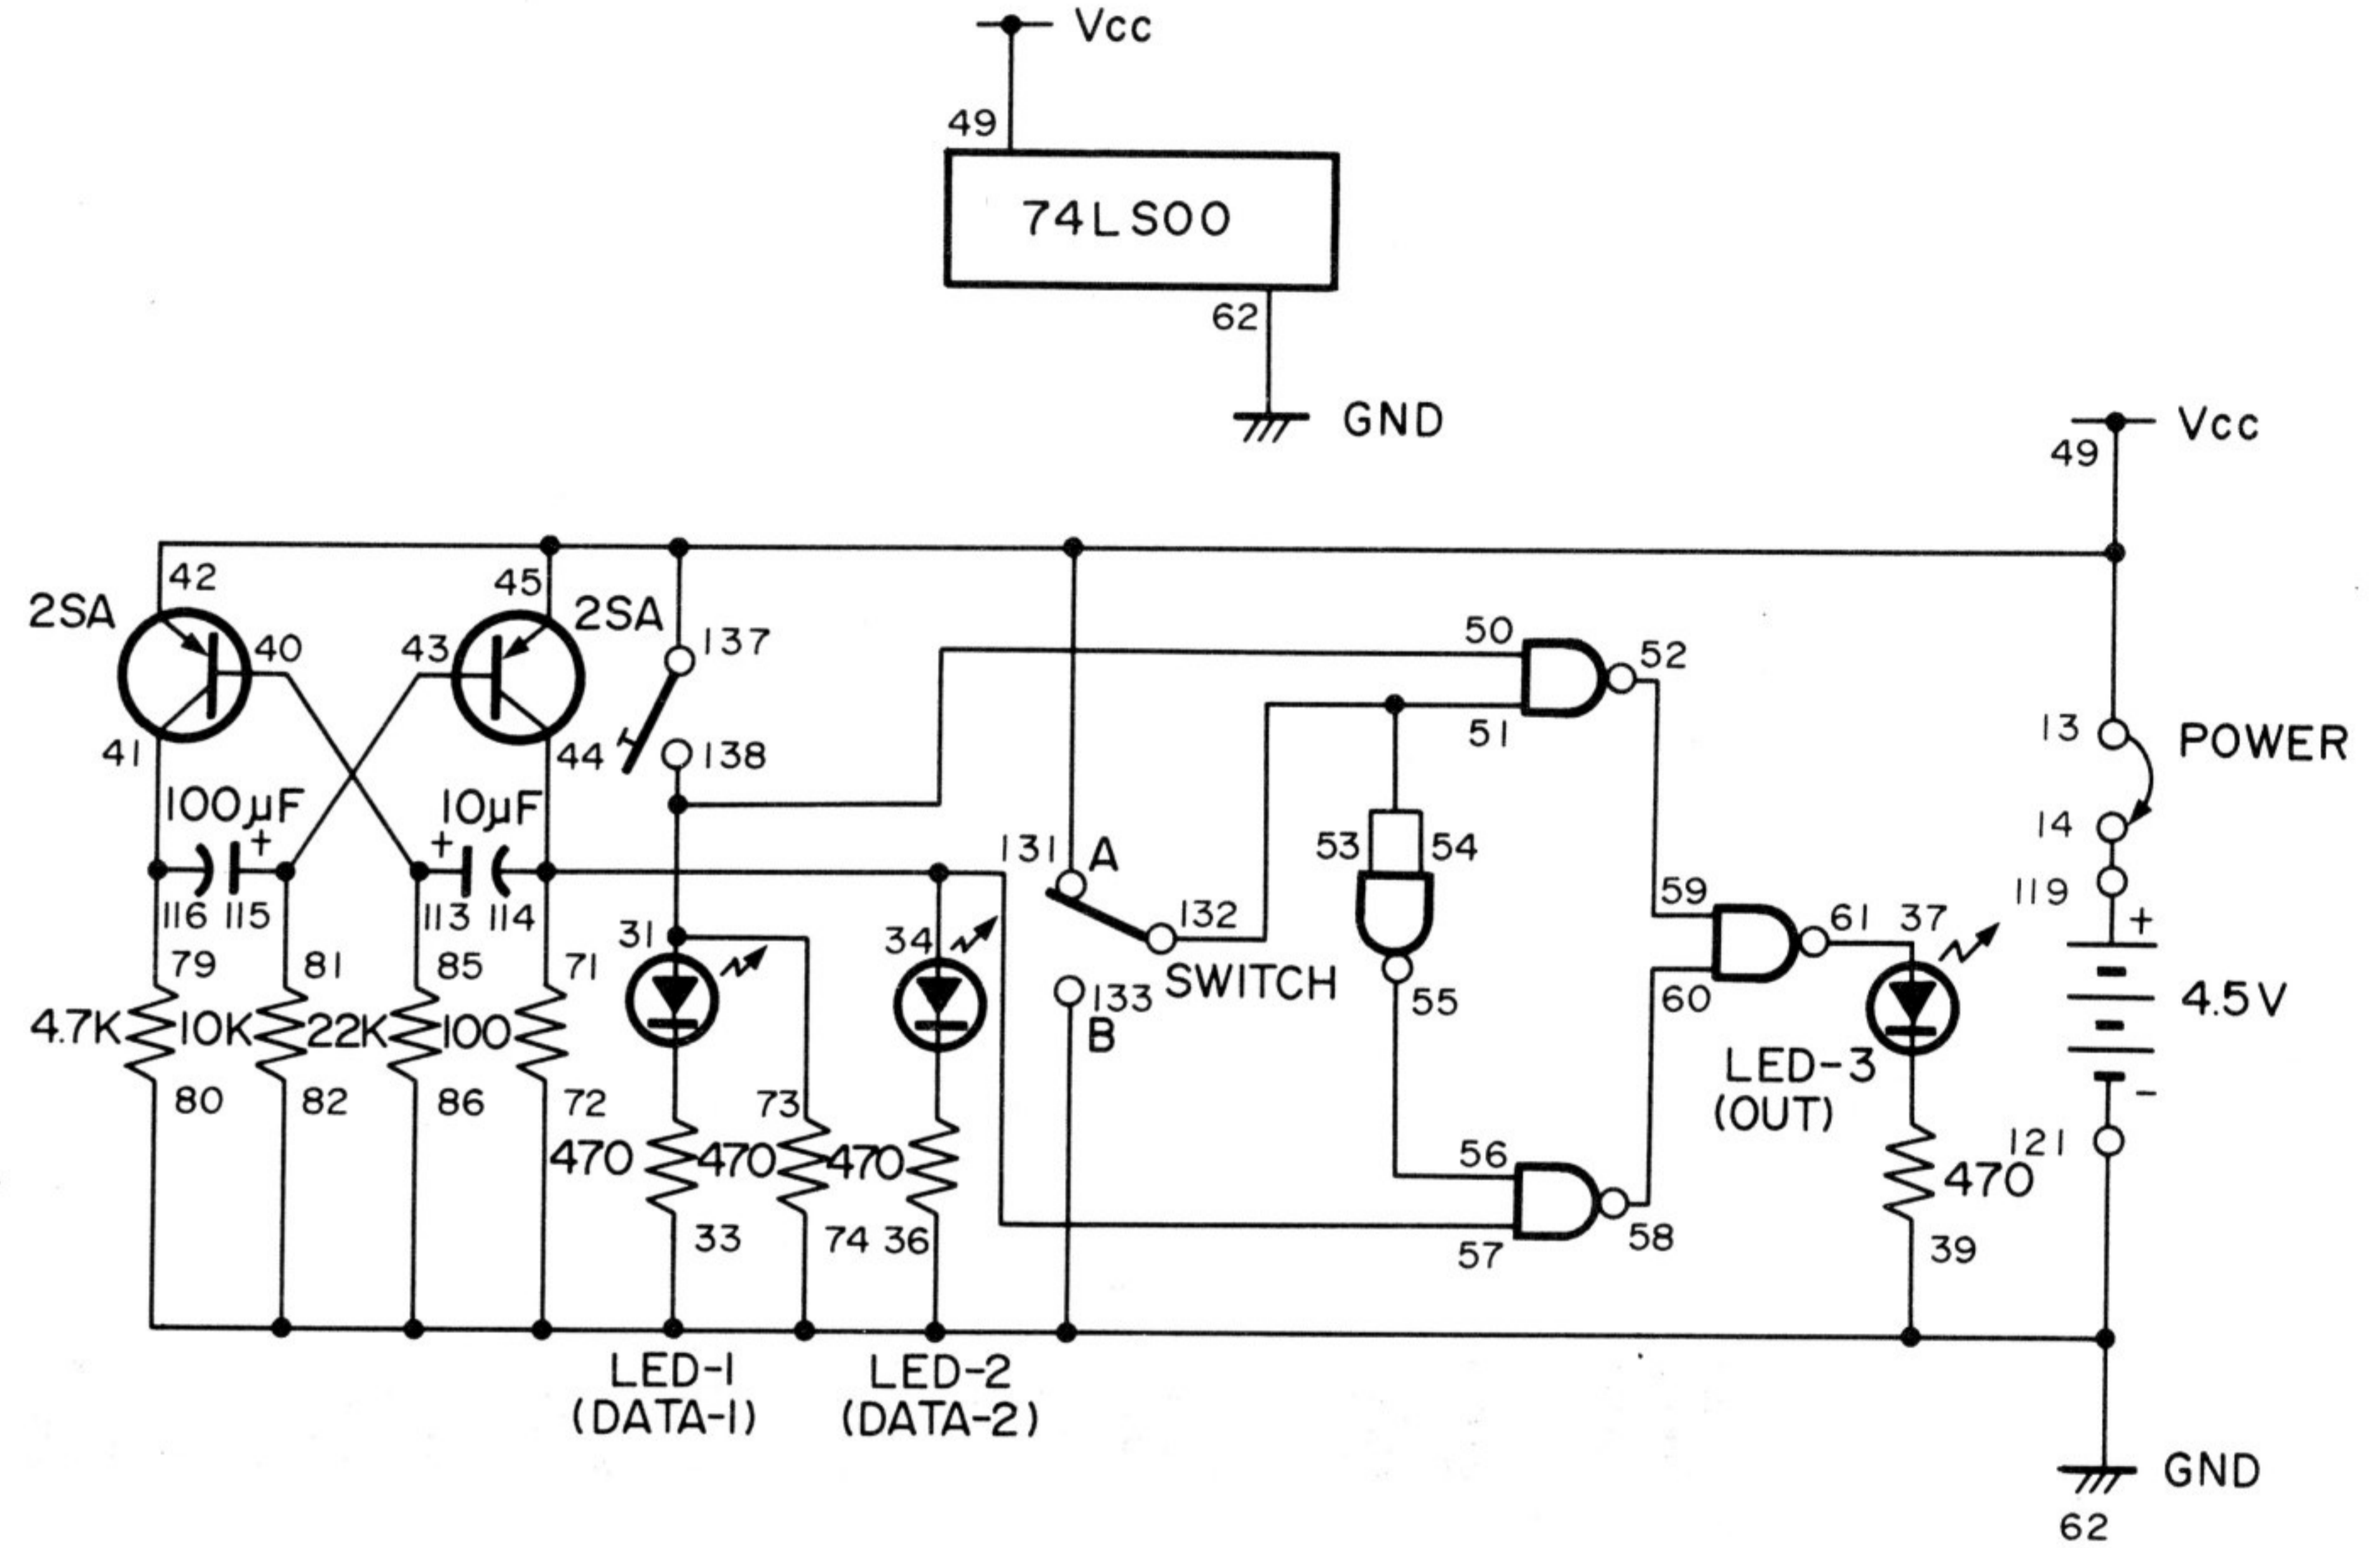 Vcc
49
74LS00
62
GND
Vcc
49
42
45
2SA
2SA
40
43
137
50
52
41
44
138
51
13
POWER
100µF
10µF
+
+
131
A
53
54
14
116
115
113
114
31
34
132
59
61
37
119
+
79
81
85
71
SWITCH
133
B
55
60
4.7K
10K
22K
100
4.5V
80
82
86
72
73
LED-3
(OUT)
-
470
470
470
56
121
470
33
74
36
57
58
39
LED-1
(DATA-1)
LED-2
(DATA-2)
GND
62